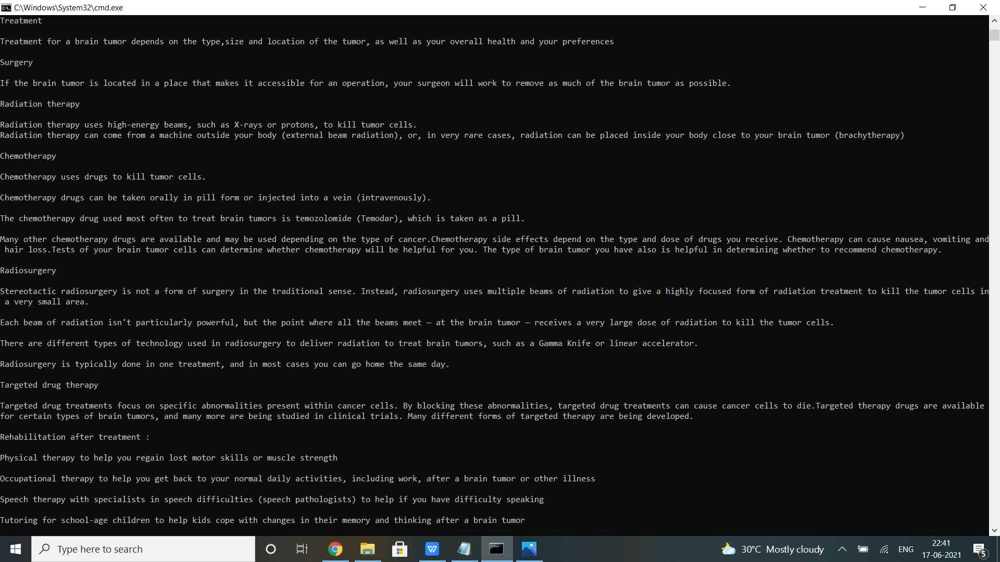 C:\Windows\System32\cmd.exe
Treatment
Treatment for a brain tumor depends on the type,size and location of the tumor, as well as your overall health and your preferences
Surgery
If the brain tumor is located in a place that makes it accessible for an operation, your surgeon will work to remove as much of the brain tumor as possible.
Radiation therapy
Radiation therapy uses high-energy beams, such as X-rays or protons, to kill tumor cells.
Radiation therapy can come from a machine outside your body (external beam radiation), or, in very rare cases, radiation can be placed inside your body close to your brain tumor (brachytherapy)
Chemotherapy
Chemotherapy uses drugs to kill tumor cells.
Chemotherapy drugs can be taken orally in pill form or injected into a vein (intravenously).
The chemotherapy drug used most often to treat brain tumors is temozolomide (Temodar), which is taken as a pill.
Many other chemotherapy drugs are available and may be used depending on the type of cancer.Chemotherapy side effects depend on the type and dose of drugs you receive. Chemotherapy can cause nausea, vomiting and
hair loss.Tests of your brain tumor cells can determine whether chemotherapy will be helpful for you. The type of brain tumor you have also is helpful in determining whether to recommend chemotherapy.
Radiosurgery
Stereotactic radiosurgery is not a form of surgery in the traditional sense. Instead, radiosurgery uses multiple beams of radiation to give a highly focused form of radiation treatment to kill the tumor cells in
a very small area.
Each beam of radiation isn't particularly powerful, but the point where all the beams meet — at the brain tumor — receives a very large dose of radiation to kill the tumor cells.
There are different types of technology used in radiosurgery to deliver radiation to treat brain tumors, such as a Gamma Knife or linear accelerator.
Radiosurgery is typically done in one treatment, and in most cases you can go home the same day.
Targeted drug therapy
Targeted drug treatments focus on specific abnormalities present within cancer cells. By blocking these abnormalities, targeted drug treatments can cause cancer cells to die.Targeted therapy drugs are available
for certain types of brain tumors, and many more are being studied in clinical trials. Many different forms of targeted therapy are being developed.
Rehabilitation after treatment :
Physical therapy to help you regain lost motor skills or muscle strength
Occupational therapy to help you get back to your normal daily activities, including work, after a brain tumor or other illness
Speech therapy with specialists in speech difficulties (speech pathologists) to help if you have difficulty speaking
Tutoring for school-age children to help kids cope with changes in their memory and thinking after a brain tumor
Type here to search
30°C Mostly cloudy
ENG
22:41
17-06-2021
5